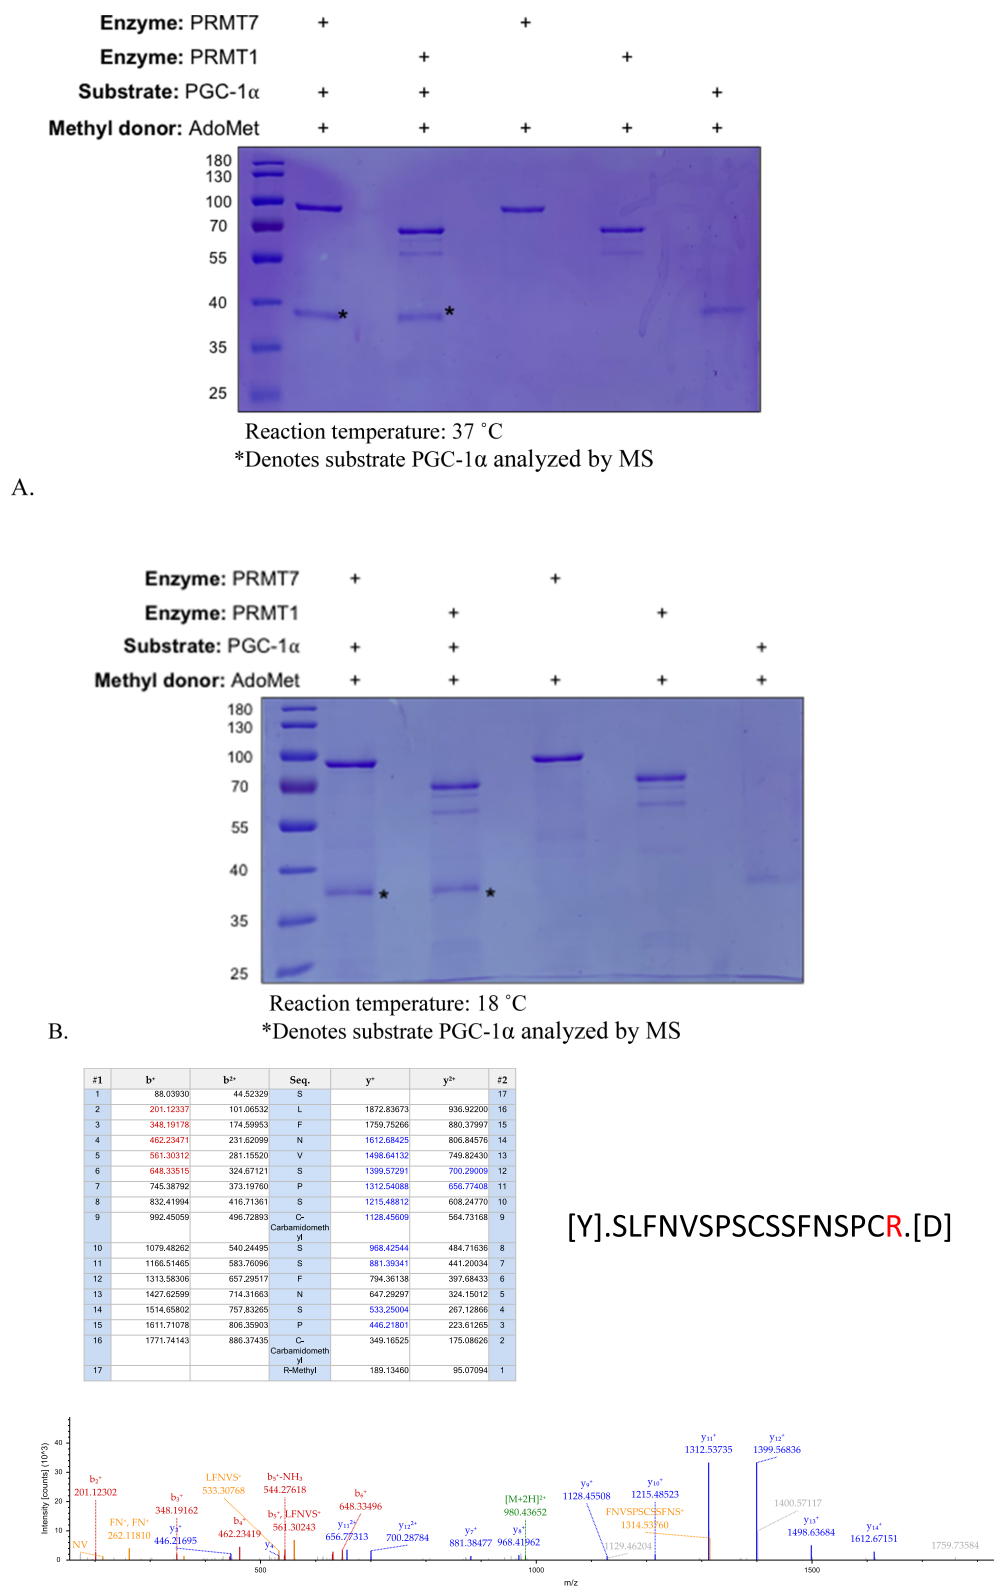 Enzyme: PRMT7 + +
Enzyme: PRMT1 + +
Substrate: PGC-1α + + +
Methyl donor: AdoMet + + + + +
180
130
100
70
55
40
35
25
* *
Reaction temperature: 37 ˚C
*Denotes substrate PGC-1α analyzed by MS
A.
Enzyme: PRMT7 + +
Enzyme: PRMT1 + +
Substrate: PGC-1α + + +
Methyl donor: AdoMet + + + + +
180
130
100
70
55
40
35
25
* *
Reaction temperature: 18 ˚C
B. *Denotes substrate PGC-1α analyzed by MS
#1 b⁺ b²⁺ Seq. y⁺ y²⁺ #2
1 88.03930 44.52329 S 17
2 201.12337 101.06532 L 1872.83673 936.92200 16
3 348.19178 174.59953 F 1759.75266 880.37997 15
4 462.23471 231.62099 N 1612.68425 806.84576 14
5 561.30312 281.15520 V 1498.64132 749.82430 13
6 648.33515 324.67121 S 1399.57291 700.29009 12
7 745.38792 373.19760 P 1312.54088 656.77408 11
8 832.41994 416.71361 S 1215.48812 608.24770 10
9 992.45059 496.72893 C-Carbamidomethyl 1128.45609 564.73168 9
10 1079.48262 540.24495 S 968.42544 484.71636 8
11 1166.51465 583.76096 S 881.39341 441.20034 7
12 1313.58306 657.29517 F 794.36138 397.68433 6
13 1427.62599 714.31663 N 647.29297 324.15012 5
14 1514.65802 757.83265 S 533.25004 267.12866 4
15 1611.71078 806.35903 P 446.21801 223.61265 3
16 1771.74143 886.37435 C-Carbamidomethyl 349.16525 175.08626 2
17 R-Methyl 189.13460 95.07094 1
[Y].SLFNVSPSCSSFNSPCR.[D]
Intensity [counts] (10^3)
40
30
20
10
0
b₂⁺
201.12302
NV
FN⁺, FN⁺
262.11810
b₃⁺
348.19162
y₃⁺
446.21695
LFNVS⁺
533.30768
b₄⁺
462.23419
y₄
b₅⁺-NH₃
544.27618
b₅⁺, LFNVS⁺
561.30243
b₆⁺
648.33496
y₁₁²⁺
656.77313
y₁₂²⁺
700.28784
y₇⁺
881.38477
[M+2H]²⁺
980.43652
y₈⁺
968.41962
y₉⁺
1128.45508
1129.46204
y₁₀⁺
1215.48523
FNVSPSCSSFNS⁺
1314.53760
y₁₁⁺
1312.53735
y₁₂⁺
1399.56836
1400.57117
y₁₃⁺
1498.63684
y₁₄⁺
1612.67151
1759.73584
500 1000 1500
m/z